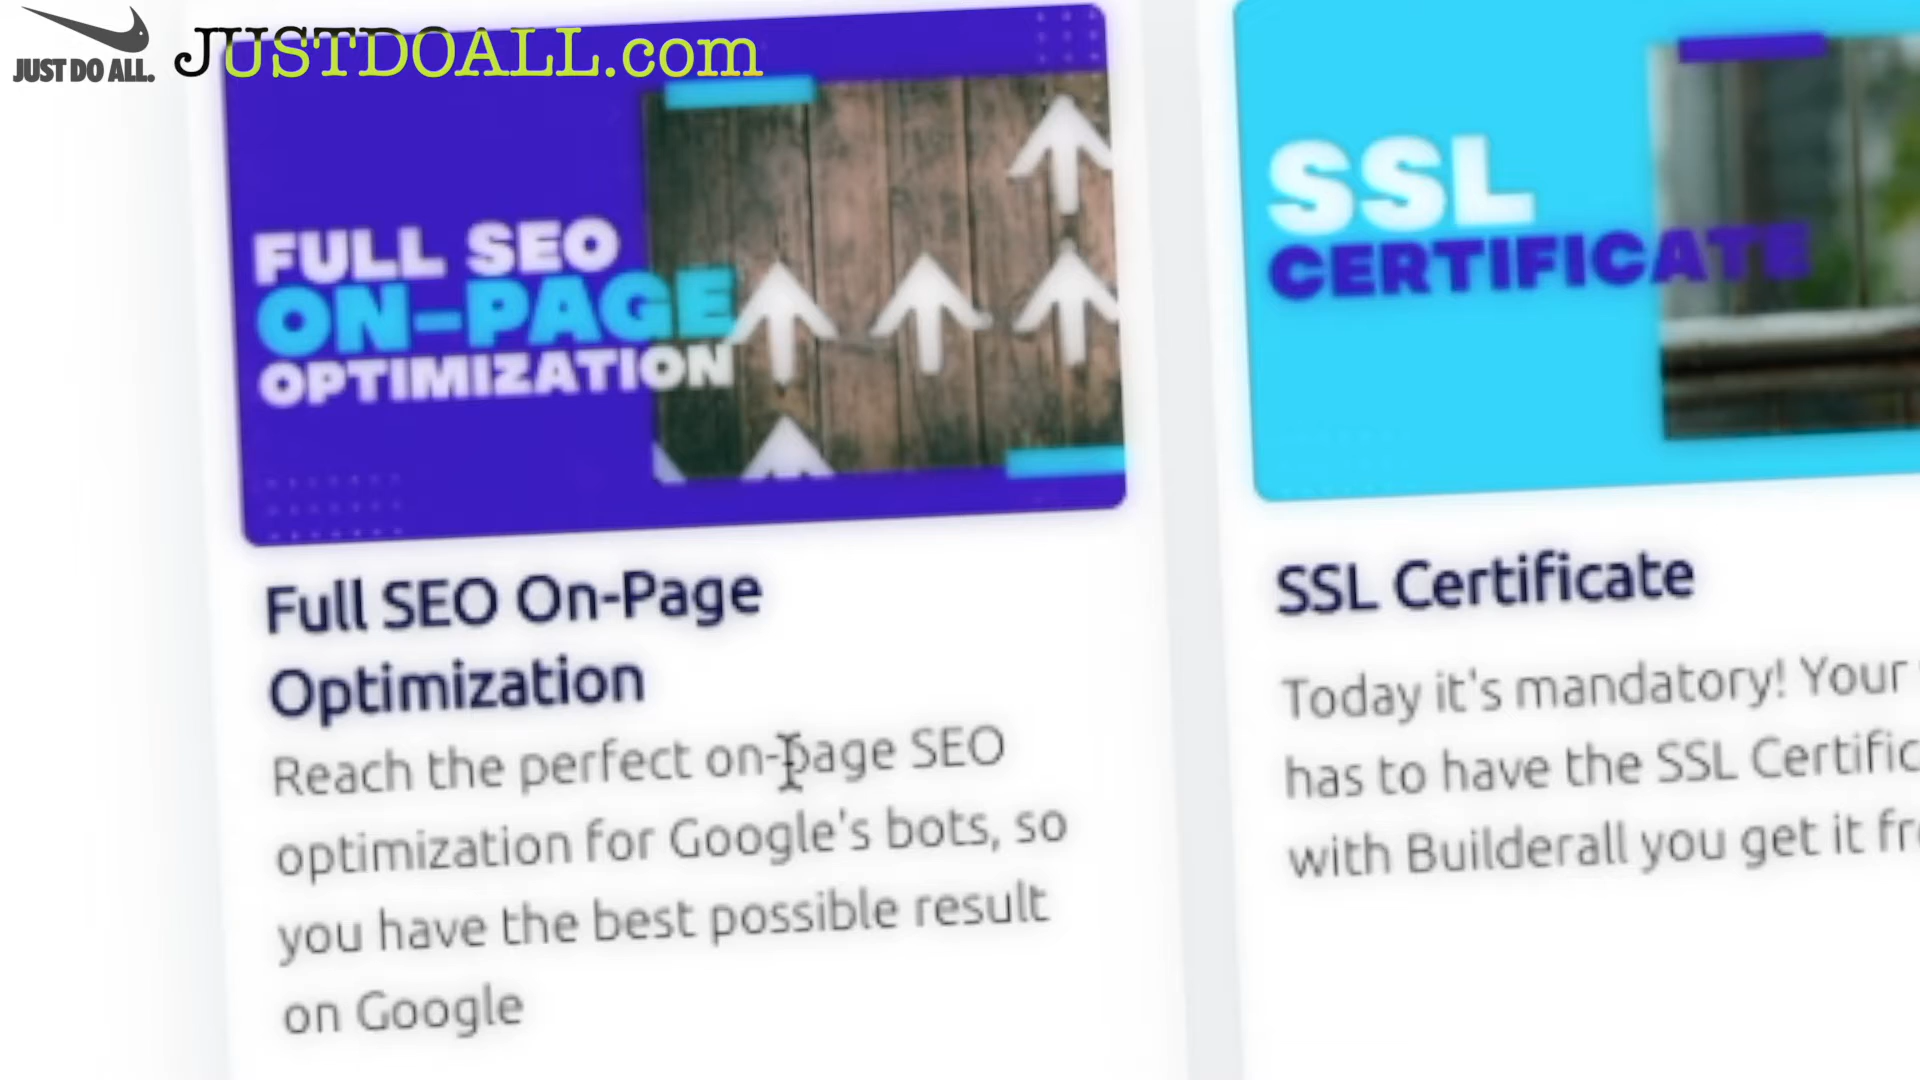 JUST DO ALL.
JUSTDOALL.com
FULL SEO
ON-PAGE
OPTIMIZATION
Full SEO On-Page
Optimization
Reach the perfect on-page SEO
optimization for Google's bots, so
you have the best possible result
on Google
SSL
CERTIFICATE
SSL Certificate
Today it's mandatory! Your
has to have the SSL Certific
with Builderall you get it fr